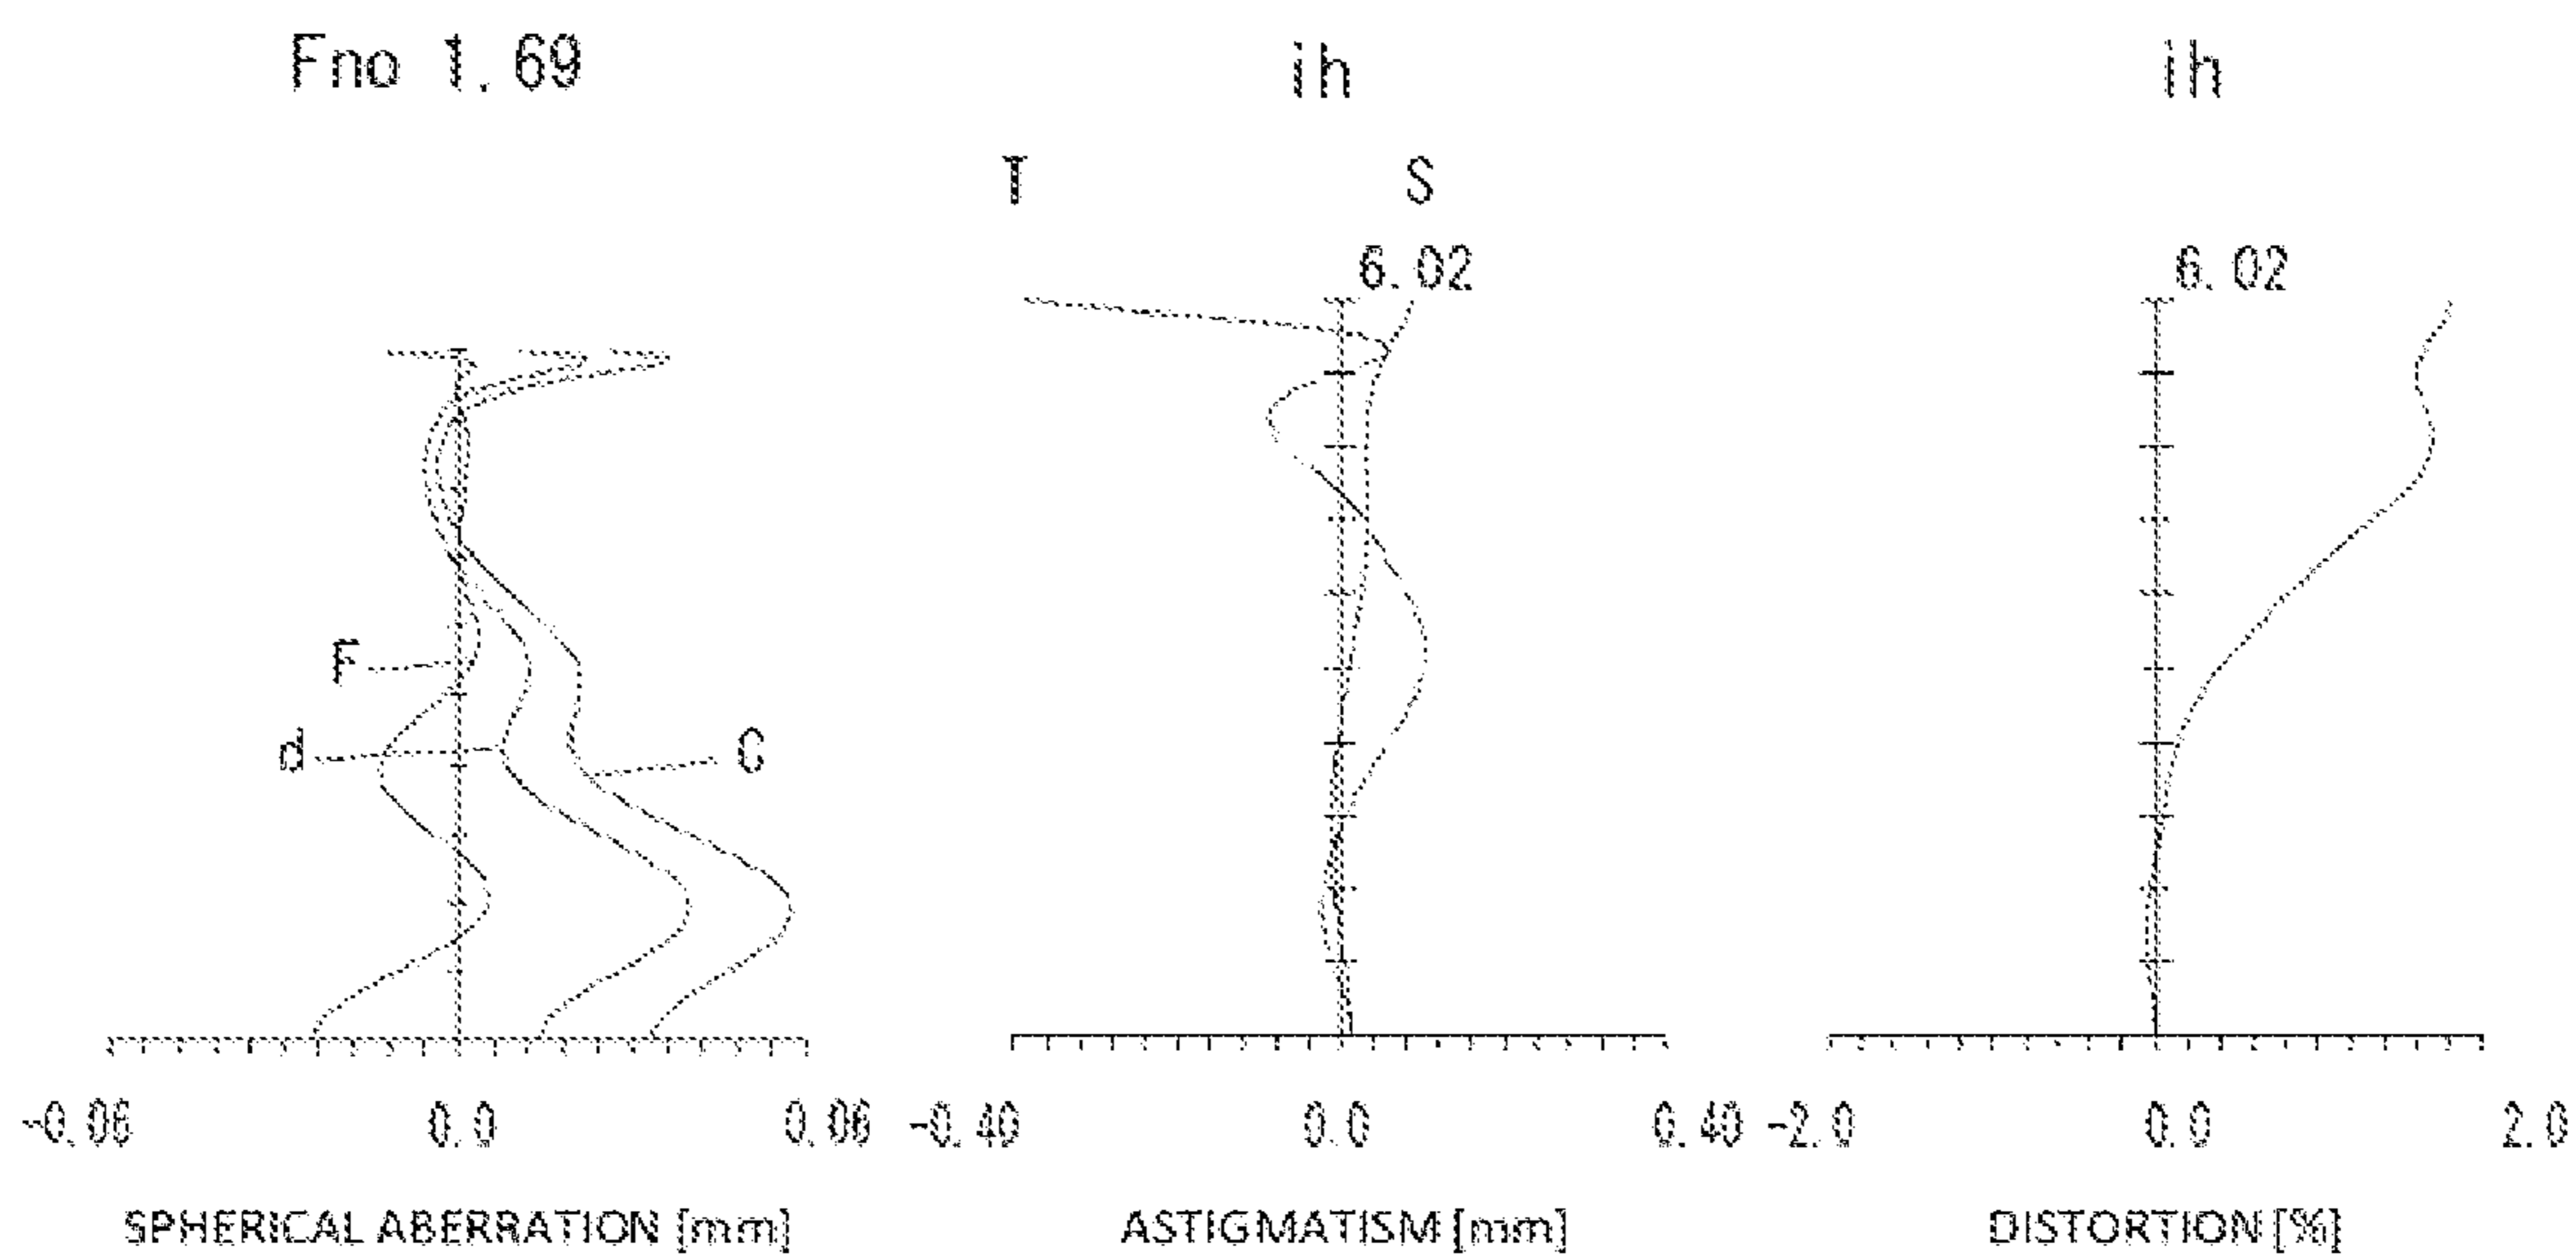 Fno 1.69
ih
ih
T
S
6.02
6.02
F
d
C
-0.06
0.0
0.06
-0.40
0.0
0.40
-2.0
0.0
2.0
SPHERICAL ABERRATION [mm]
ASTIGMATISM [mm]
DISTORTION [%]